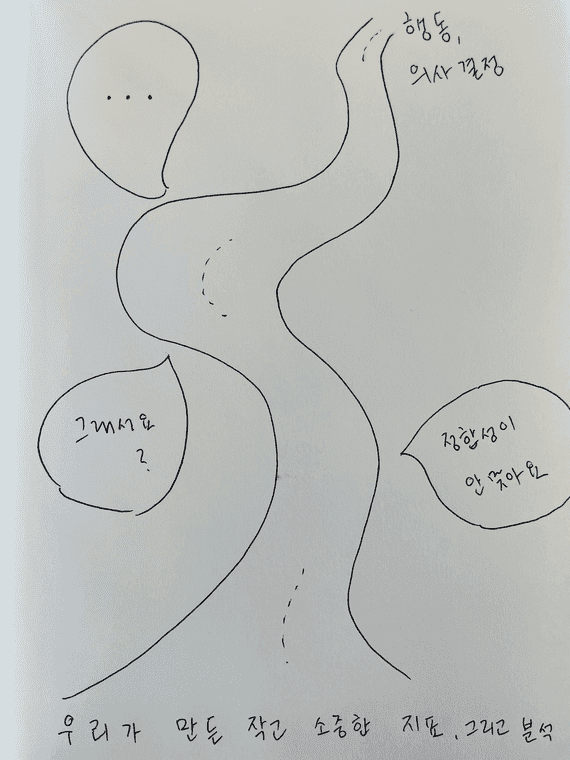 행동,
의사결정
...
그래서요
?
정합성이
안 맞아요
우리가 만든 작고 소중한 지표, 그리고 분석